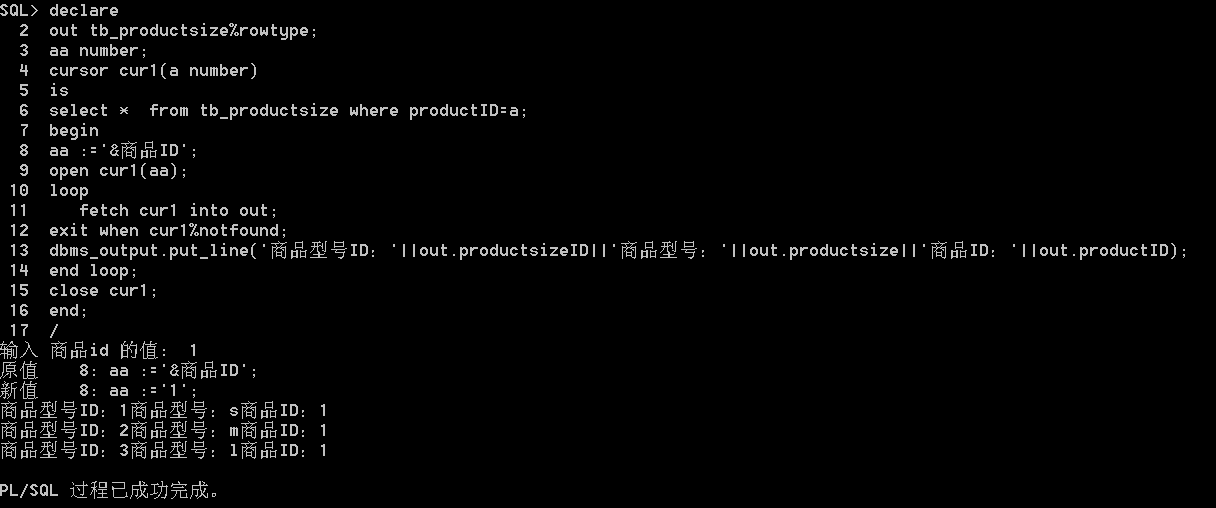 SQL> declare
  2  out tb_productsize%rowtype;
  3  aa number;
  4  cursor cur1(a number)
  5  is
  6  select *  from tb_productsize where productID=a;
  7  begin
  8  aa :='&商品ID';
  9  open cur1(aa);
 10  loop
 11     fetch cur1 into out;
 12  exit when cur1%notfound;
 13  dbms_output.put_line('商品型号ID：'||out.productsizeID||'商品型号：'||out.productsize||'商品ID：'||out.productID);
 14  end loop;
 15  close cur1;
 16  end;
 17  /
输入 商品id 的值：  1
原值    8: aa :='&商品ID';
新值    8: aa :='1';
商品型号ID：1商品型号：s商品ID：1
商品型号ID：2商品型号：m商品ID：1
商品型号ID：3商品型号：l商品ID：1
PL/SQL 过程已成功完成。